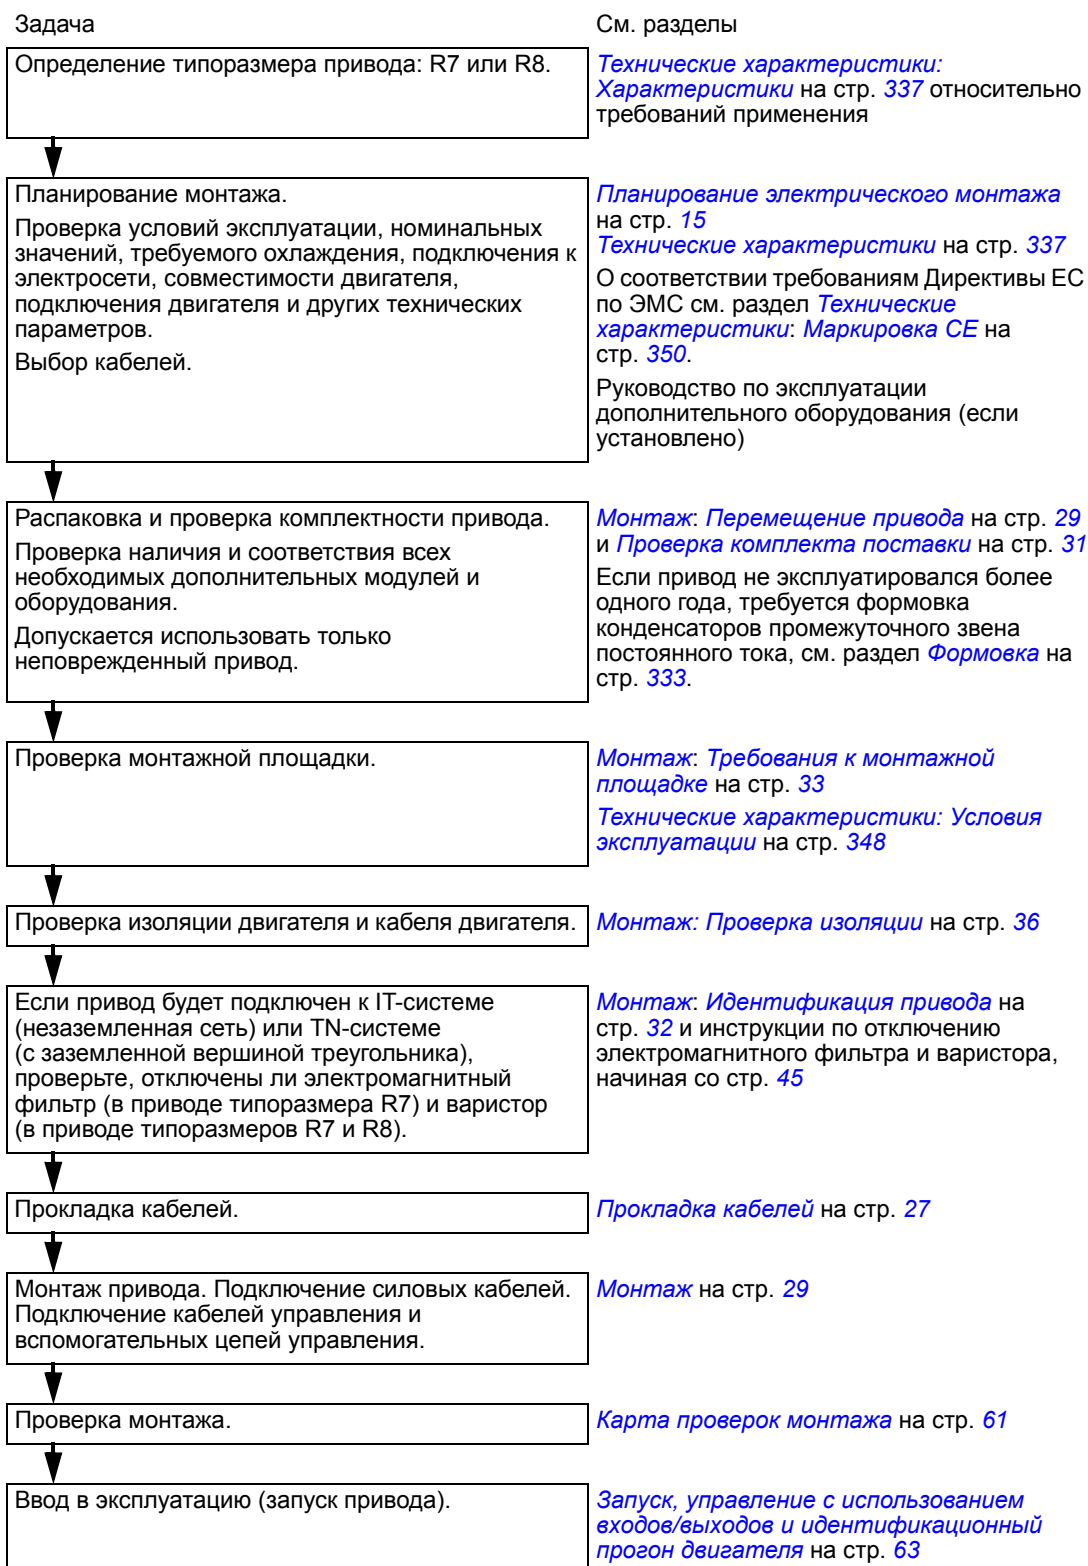 Задача
См. разделы
Определение типоразмера привода: R7 или R8.
Технические характеристики:
Характеристики на стр. 337 относительно
требований применения
Планирование монтажа.
Проверка условий эксплуатации, номинальных
значений, требуемого охлаждения, подключения к
электросети, совместимости двигателя,
подключения двигателя и других технических
параметров.
Выбор кабелей.
Планирование электрического монтажа
на стр. 15
Технические характеристики на стр. 337
О соответствии требованиям Директивы ЕС
по ЭМС см. раздел Технические
характеристики: Маркировка CE на
стр. 350.
Руководство по эксплуатации
дополнительного оборудования (если
установлено)
Распаковка и проверка комплектности привода.
Проверка наличия и соответствия всех
необходимых дополнительных модулей и
оборудования.
Допускается использовать только
неповрежденный привод.
Монтаж: Перемещение привода на стр. 29
и Проверка комплекта поставки на стр. 31
Если привод не эксплуатировался более
одного года, требуется формовка
конденсаторов промежуточного звена
постоянного тока, см. раздел Формовка на
стр. 333.
Проверка монтажной площадки.
Монтаж: Требования к монтажной
площадке на стр. 33
Технические характеристики: Условия
эксплуатации на стр. 348
Проверка изоляции двигателя и кабеля двигателя.
Монтаж: Проверка изоляции на стр. 36
Если привод будет подключен к IT-системе
(незаземленная сеть) или TN-системе
(с заземленной вершиной треугольника),
проверьте, отключены ли электромагнитный
фильтр (в приводе типоразмера R7) и варистор
(в приводе типоразмеров R7 и R8).
Монтаж: Идентификация привода на
стр. 32 и инструкции по отключению
электромагнитного фильтра и варистора,
начиная со стр. 45
Прокладка кабелей.
Прокладка кабелей на стр. 27
Монтаж привода. Подключение силовых кабелей.
Подключение кабелей управления и
вспомогательных цепей управления.
Монтаж на стр. 29
Проверка монтажа.
Карта проверок монтажа на стр. 61
Ввод в эксплуатацию (запуск привода).
Запуск, управление с использованием
входов/выходов и идентификационный
прогон двигателя на стр. 63